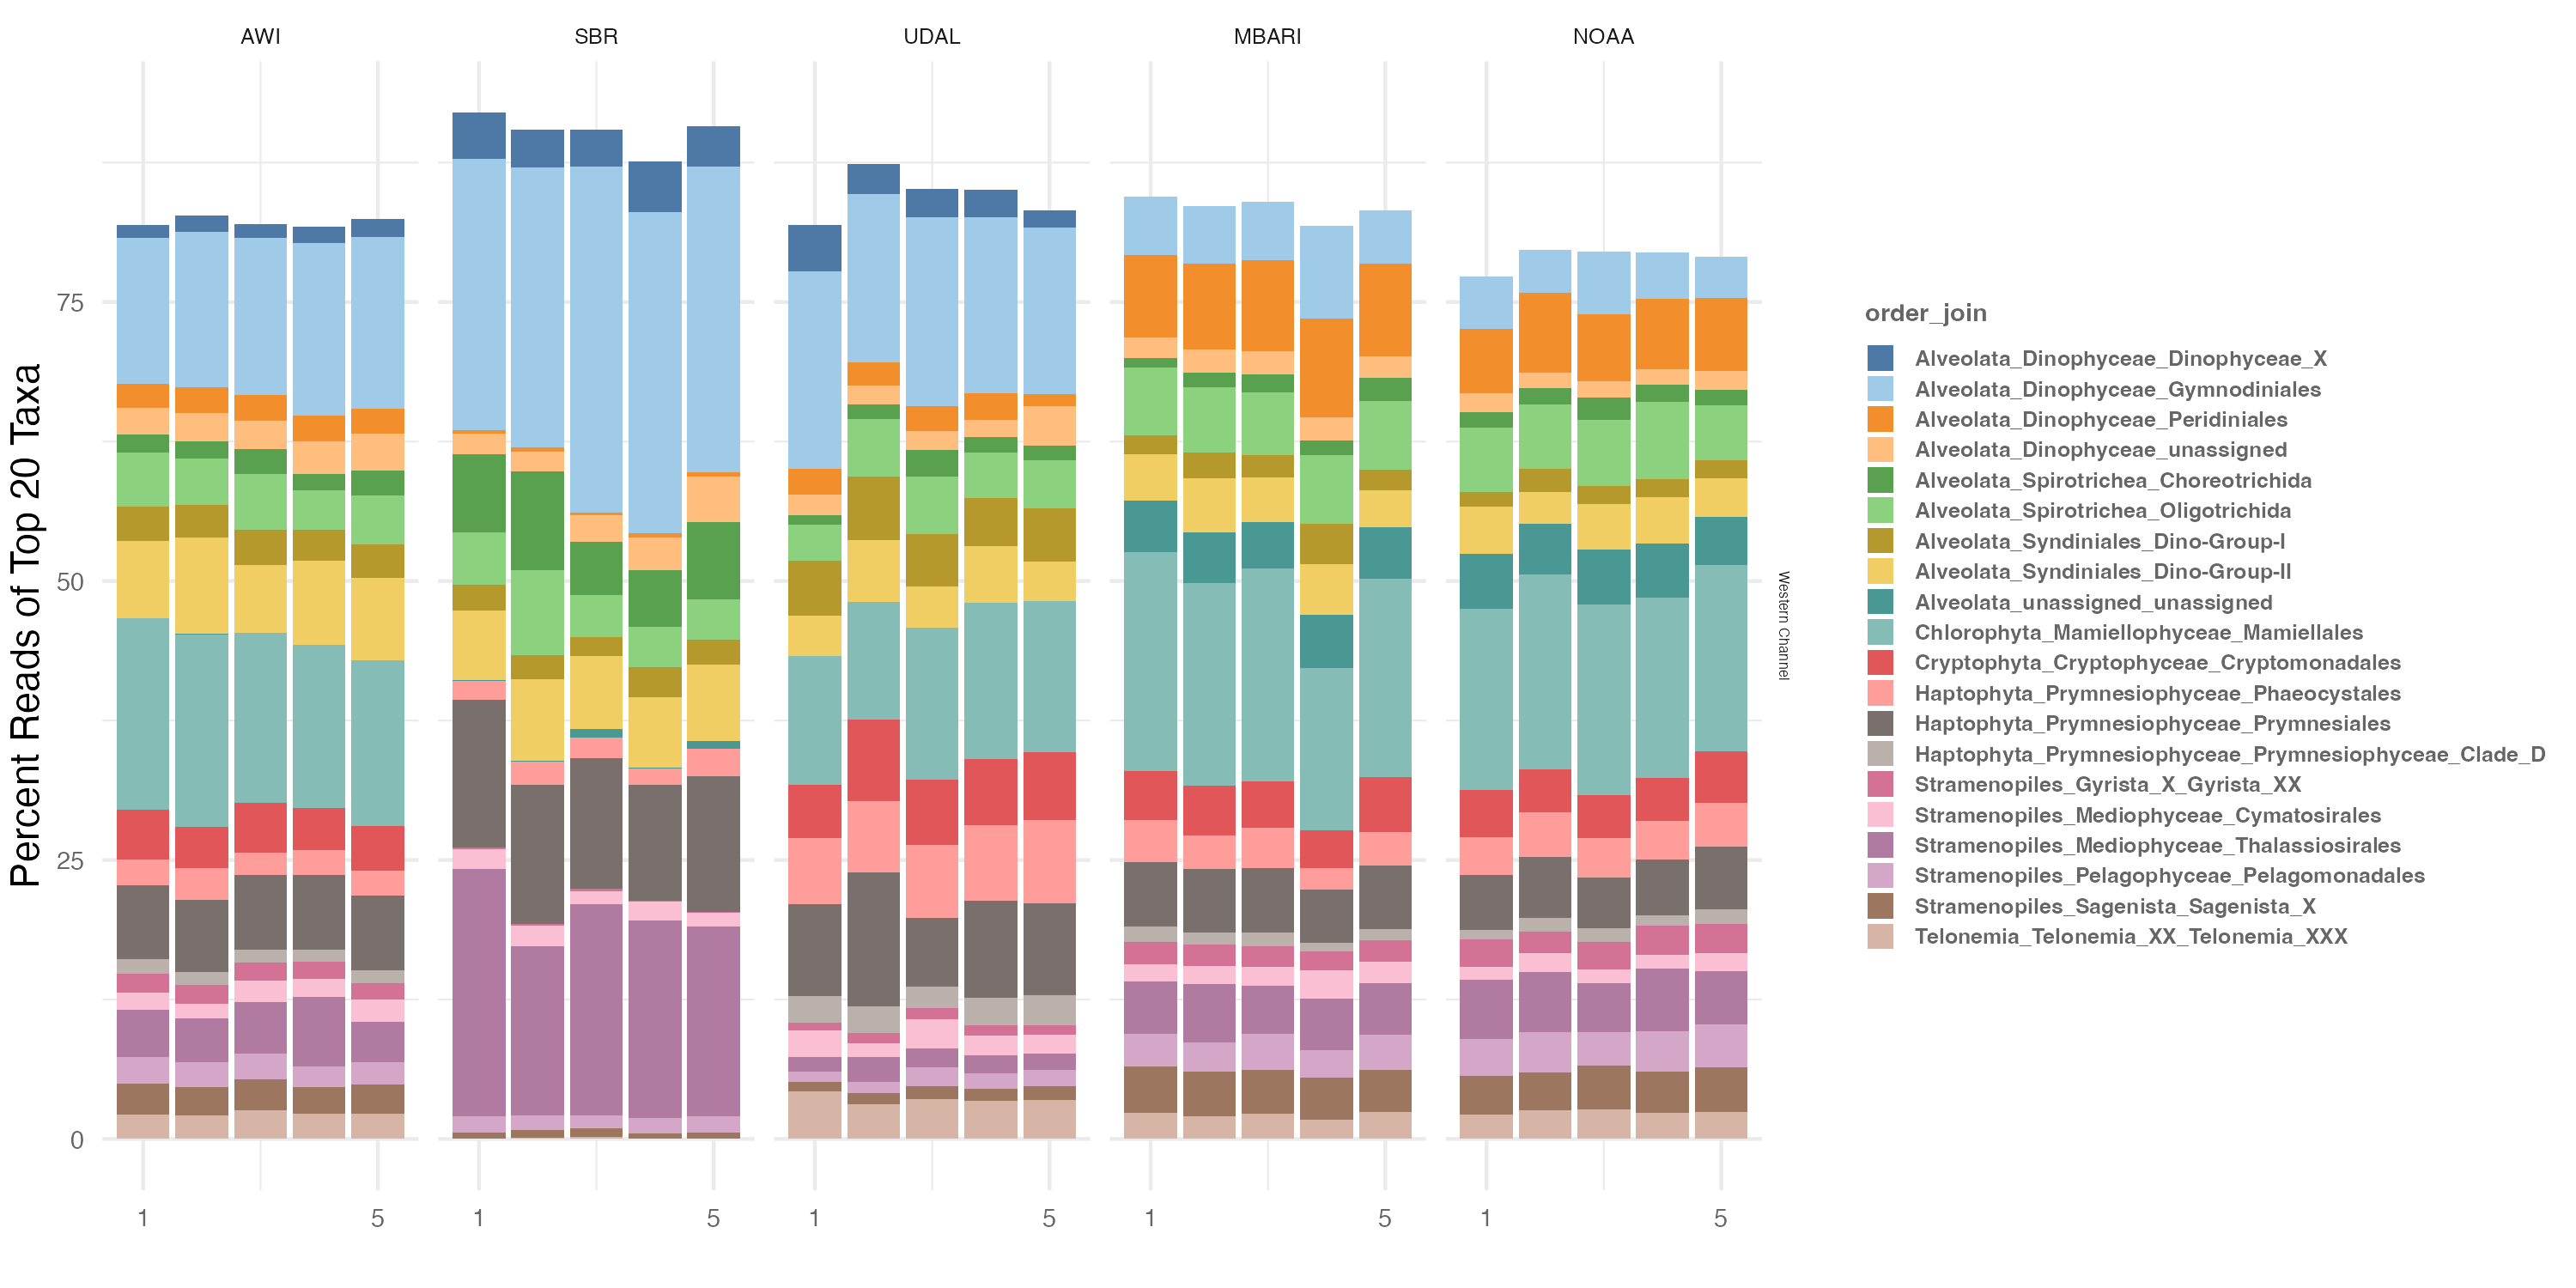 AWI SBR UDAL MBARI NOAA
Percent Reads of Top 20 Taxa
75
50
25
0
1 5 1 5 1 5 1 5 1 5
Western Channel
order_join
Alveolata_Dinophyceae_Dinophyceae_X
Alveolata_Dinophyceae_Gymnodiniales
Alveolata_Dinophyceae_Peridiniales
Alveolata_Dinophyceae_unassigned
Alveolata_Spirotrichea_Choreotrichida
Alveolata_Spirotrichea_Oligotrichida
Alveolata_Syndiniales_Dino-Group-I
Alveolata_Syndiniales_Dino-Group-II
Alveolata_unassigned_unassigned
Chlorophyta_Mamiellophyceae_Mamiellales
Cryptophyta_Cryptophyceae_Cryptomonadales
Haptophyta_Prymnesiophyceae_Phaeocystales
Haptophyta_Prymnesiophyceae_Prymnesiales
Haptophyta_Prymnesiophyceae_Prymnesiophyceae_Clade_D
Stramenopiles_Gyrista_X_Gyrista_XX
Stramenopiles_Mediophyceae_Cymatosirales
Stramenopiles_Mediophyceae_Thalassiosirales
Stramenopiles_Pelagophyceae_Pelagomonadales
Stramenopiles_Sagenista_Sagenista_X
Telonemia_Telonemia_XX_Telonemia_XXX